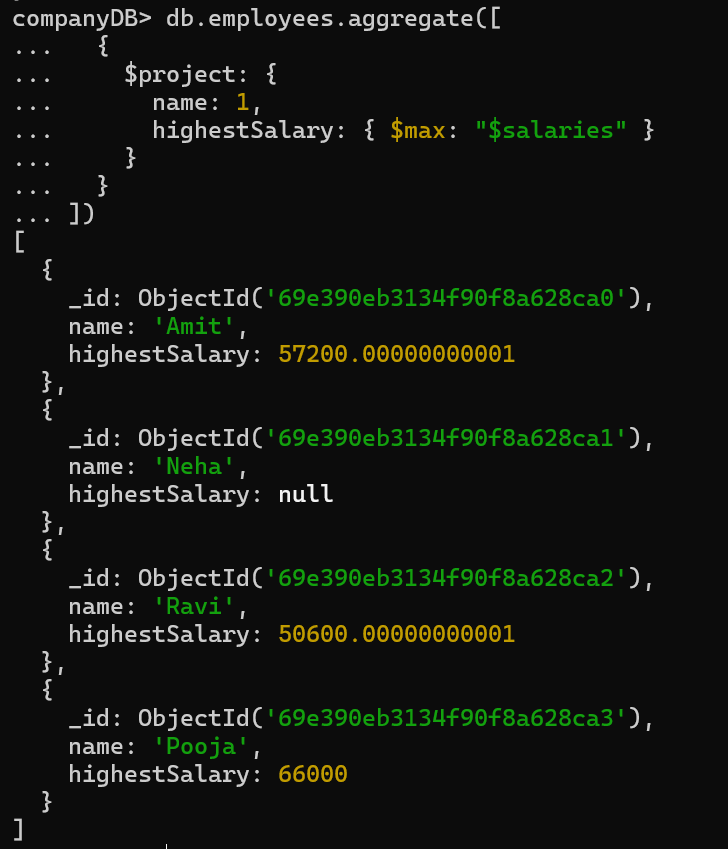 companyDB> db.employees.aggregate([
...   {
...     $project: {
...       name: 1,
...       highestSalary: { $max: "$salaries" }
...     }
...   }
... ])
[
  {
    _id: ObjectId('69e390eb3134f90f8a628ca0'),
    name: 'Amit',
    highestSalary: 57200.00000000001
  },
  {
    _id: ObjectId('69e390eb3134f90f8a628ca1'),
    name: 'Neha',
    highestSalary: null
  },
  {
    _id: ObjectId('69e390eb3134f90f8a628ca2'),
    name: 'Ravi',
    highestSalary: 50600.00000000001
  },
  {
    _id: ObjectId('69e390eb3134f90f8a628ca3'),
    name: 'Pooja',
    highestSalary: 66000
  }
]